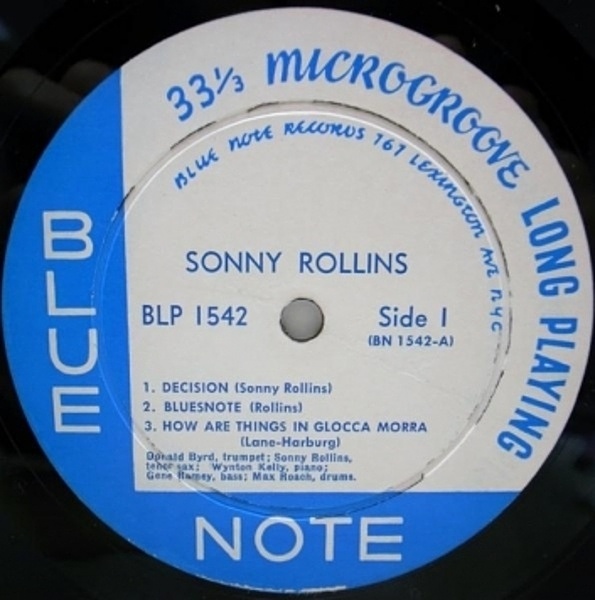 33⅓ MICROGROOVE LONG PLAYING
BLUE NOTE RECORDS 767 LEXINGTON AVE NYC
BLUE
NOTE
SONNY ROLLINS
BLP 1542
Side 1
(BN 1542-A)
1. DECISION (Sonny Rollins)
2. BLUESNOTE (Rollins)
3. HOW ARE THINGS IN GLOCCA MORRA
(Lane-Harburg)
Donald Byrd, trumpet; Sonny Rollins,
tenor sax; Wynton Kelly, piano;
Gene Ramey, bass; Max Roach, drums.